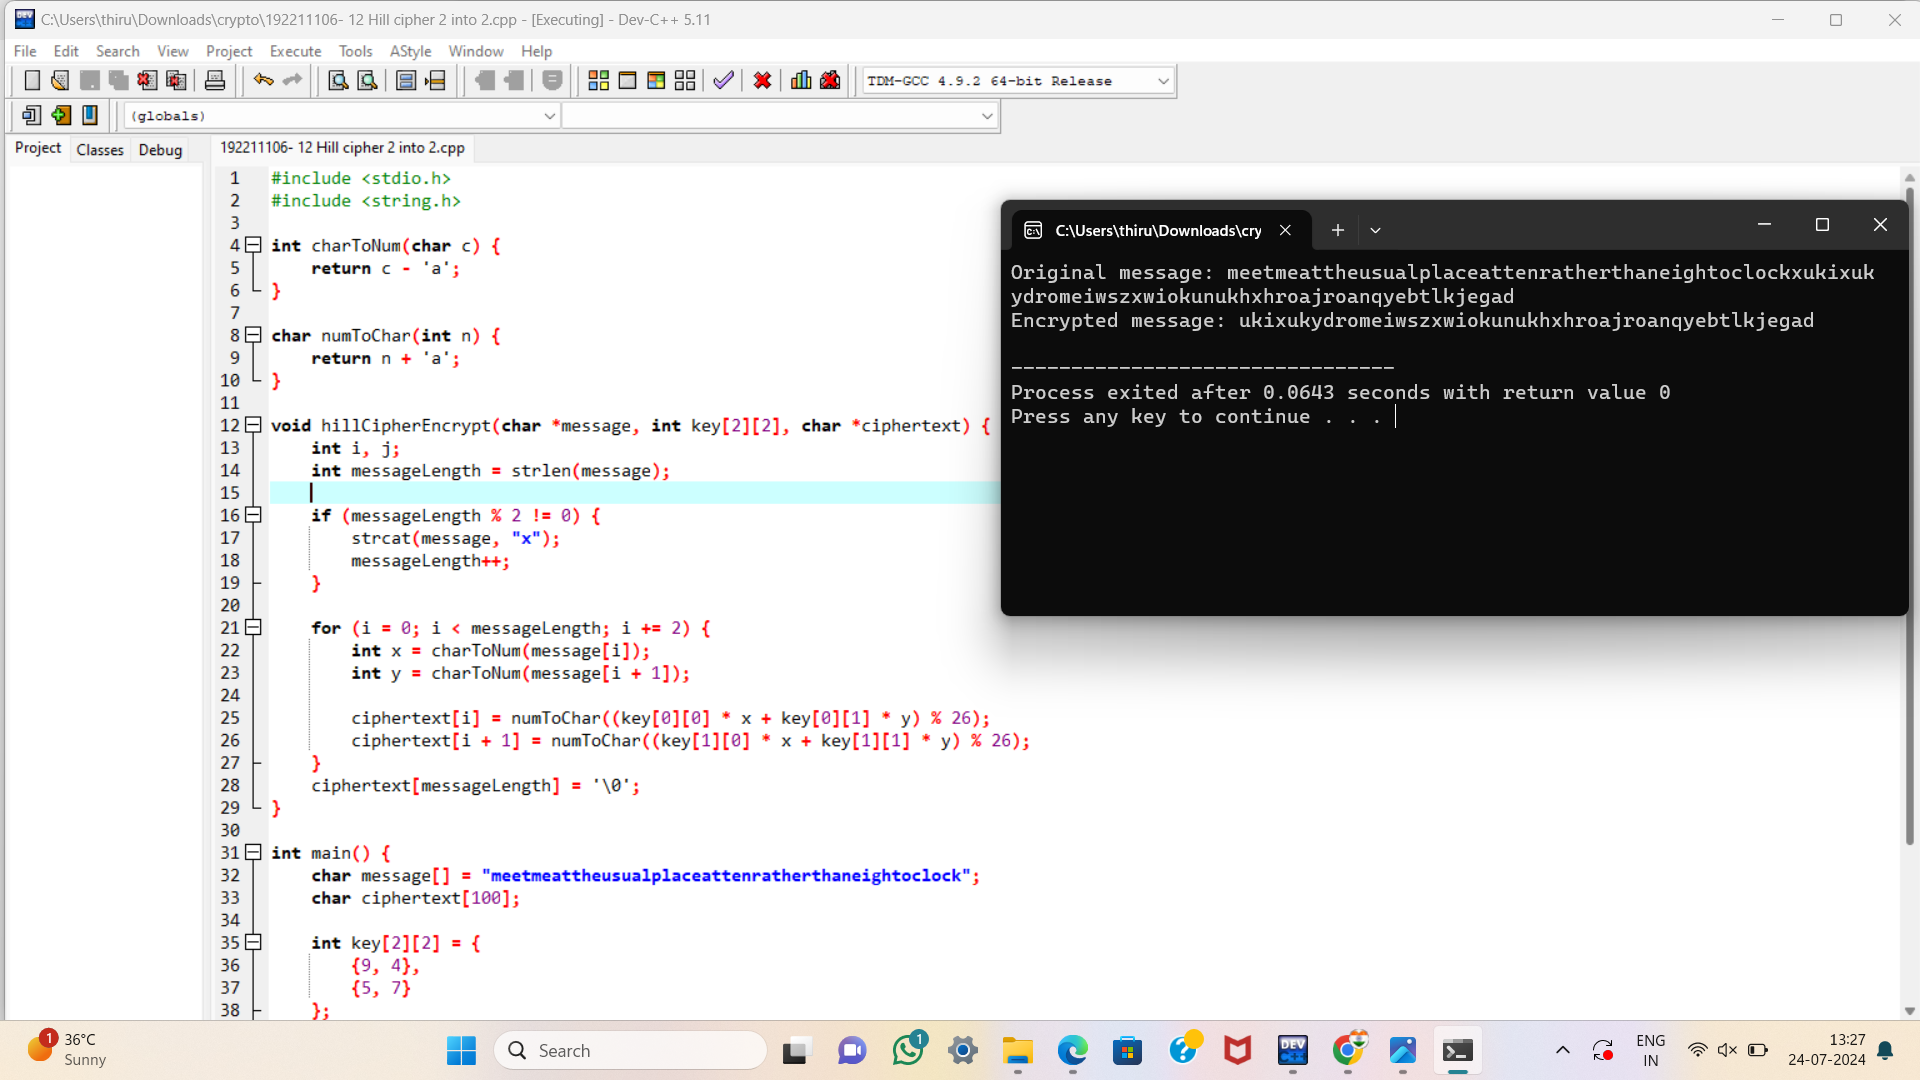 C:\Users\thiru\Downloads\crypto\192211106- 12 Hill cipher 2 into 2.cpp - [Executing] - Dev-C++ 5.11
File Edit Search View Project Execute Tools AStyle Window Help
TDM-GCC 4.9.2 64-bit Release
(globals)
Project Classes Debug
192211106- 12 Hill cipher 2 into 2.cpp
1 #include <stdio.h>
2 #include <string.h>
3
4 int charToNum(char c) {
5 return c - 'a';
6 }
7
8 char numToChar(int n) {
9 return n + 'a';
10 }
11
12 void hillCipherEncrypt(char *message, int key[2][2], char *ciphertext) {
13 int i, j;
14 int messageLength = strlen(message);
15
16 if (messageLength % 2 != 0) {
17 strcat(message, "x");
18 messageLength++;
19 }
20
21 for (i = 0; i < messageLength; i += 2) {
22 int x = charToNum(message[i]);
23 int y = charToNum(message[i + 1]);
24
25 ciphertext[i] = numToChar((key[0][0] * x + key[0][1] * y) % 26);
26 ciphertext[i + 1] = numToChar((key[1][0] * x + key[1][1] * y) % 26);
27 }
28 ciphertext[messageLength] = '\0';
29 }
30
31 int main() {
32 char message[] = "meetmeattheusualplaceattenratherthaneightoclock";
33 char ciphertext[100];
34
35 int key[2][2] = {
36 {9, 4},
37 {5, 7}
38 };
C:\Users\thiru\Downloads\cry
Original message: meetmeattheusualplaceattenratherthaneightoclockxukixuk
ydromeiwszxwiokunukhxhroajroanqyebtlkjegad
Encrypted message: ukixukydromeiwszxwiokunukhxhroajroanqyebtlkjegad
--------------------------------
Process exited after 0.0643 seconds with return value 0
Press any key to continue . . .
1
36°C
Sunny
Search
1
DEV
C++
ENG
IN
13:27
24-07-2024